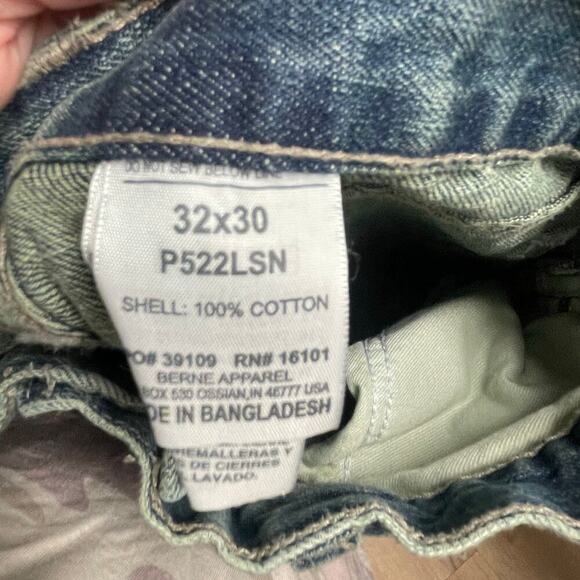 DO NOT SEW BELOW LINE
32x30
P522LSN
SHELL: 100% COTTON
PO# 39109 RN# 16101
BERNE APPAREL
BOX 530 OSSIAN,IN 46777 USA
DE IN BANGLADESH
REMALLERAS Y
S DE CIERRES
L LAVADO.